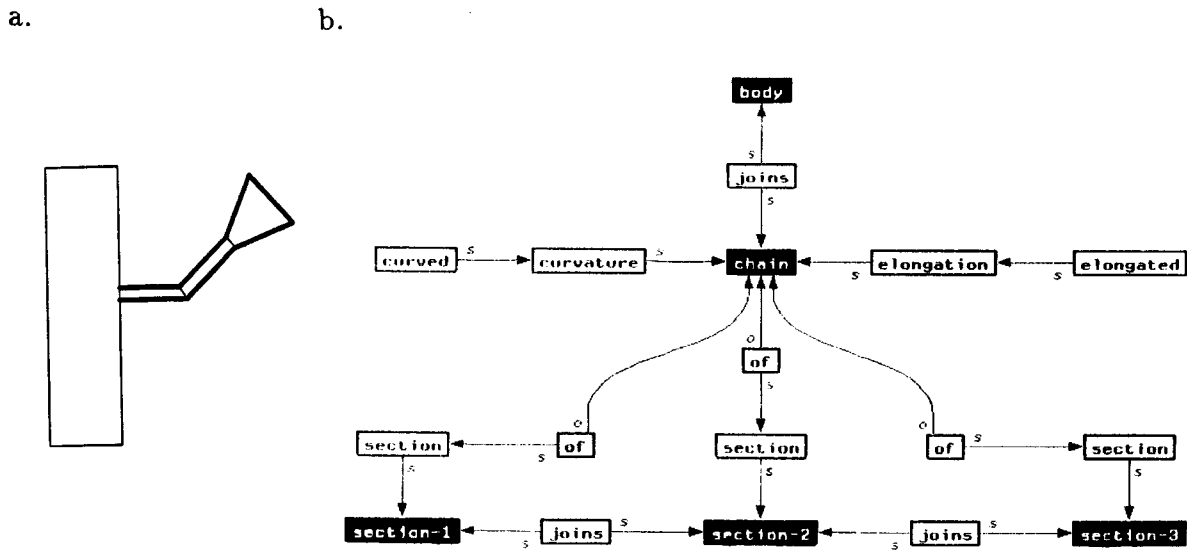 a.
b.
body
s
joins
s
curved s curvature s chain s elongation s elongated
o
of
s
section s of o section o of s section
s s s
section-1 s joins s section-2 s joins s section-3